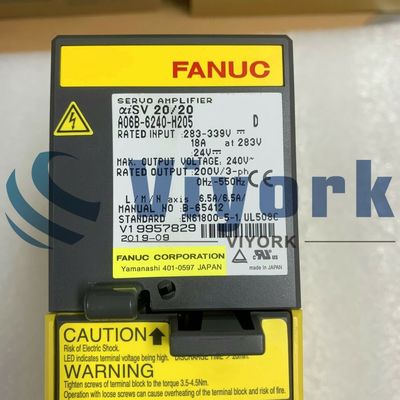 FANUC
SERVO AMPLIFIER
αiSV 20/20
A06B-6240-H205 D
RATED INPUT :283-339V
18A at 283V
24V
MAX. OUTPUT VOLTAGE. 240V~
RATED OUTPUT :200V/3-ph
0Hz-550Hz CE
L/M/H axis 6.5A/6.5A/
MANUAL NO B-65412
STANDARD EN61800-5-1, UL508C
V19957829
2019-09
FANUC CORPORATION
Yamanashi 401-0597 JAPAN
MADE IN JAPAN
Viyork
VIYORK
CAUTION
Risk of Electric Shock.
LED indicates terminal voltage being high. DISCHARGE TIME > 20min.
WARNING
Tighten screws of terminal block to the torque 3.5-4.5Nm.
Operation with loose screws can cause overheating of the terminal block.